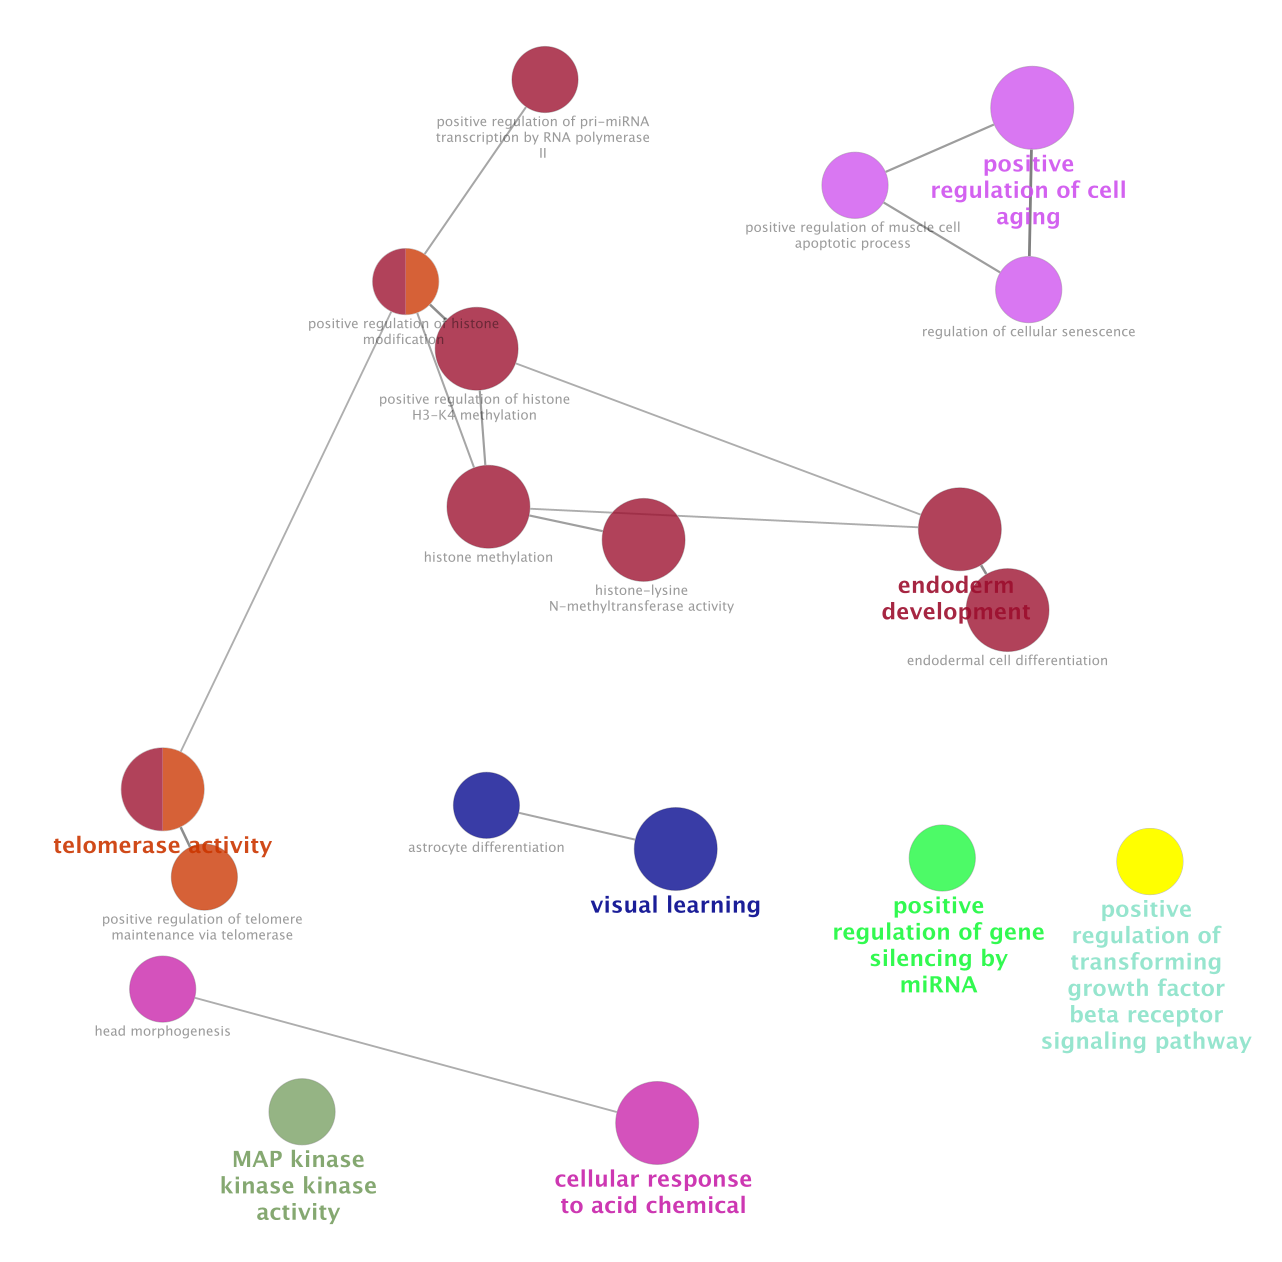 positive regulation of pri-miRNA
transcription by RNA polymerase
II
positive
regulation of cell
aging
positive regulation of muscle cell
apoptotic process
regulation of cellular senescence
positive regulation of histone
modification
positive regulation of histone
H3-K4 methylation
histone methylation
histone-lysine
N-methyltransferase activity
endoderm
development
endodermal cell differentiation
telomerase activity
positive regulation of telomere
maintenance via telomerase
astrocyte differentiation
visual learning
positive
regulation of gene
silencing by
miRNA
positive
regulation of
transforming
growth factor
beta receptor
signaling pathway
head morphogenesis
MAP kinase
kinase kinase
activity
cellular response
to acid chemical